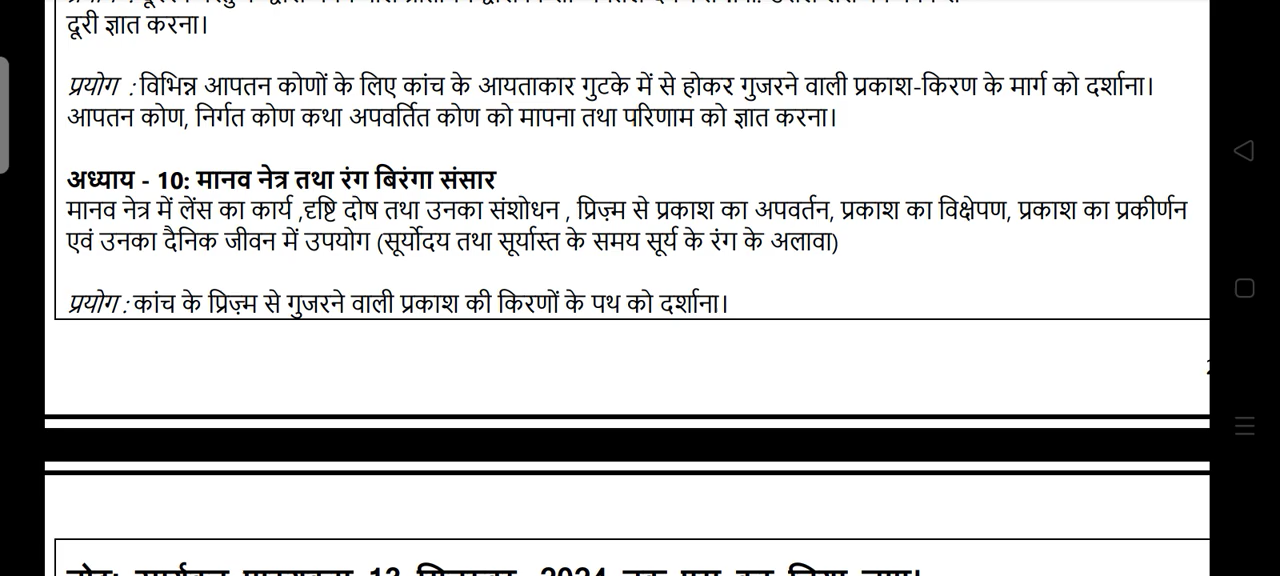 दूरी ज्ञात करना।
प्रयोग : विभिन्न आपतन कोणों के लिए कांच के आयताकार गुटके में से होकर गुजरने वाली प्रकाश-किरण के मार्ग को दर्शाना।
आपतन कोण, निर्गत कोण कथा अपवर्तित कोण को मापना तथा परिणाम को ज्ञात करना।
अध्याय - 10: मानव नेत्र तथा रंग बिरंगा संसार
मानव नेत्र में लेंस का कार्य ,दृष्टि दोष तथा उनका संशोधन , प्रिज़्म से प्रकाश का अपवर्तन, प्रकाश का विक्षेपण, प्रकाश का प्रकीर्णन
एवं उनका दैनिक जीवन में उपयोग (सूर्योदय तथा सूर्यास्त के समय सूर्य के रंग के अलावा)
प्रयोग : कांच के प्रिज़्म से गुजरने वाली प्रकाश की किरणों के पथ को दर्शाना।